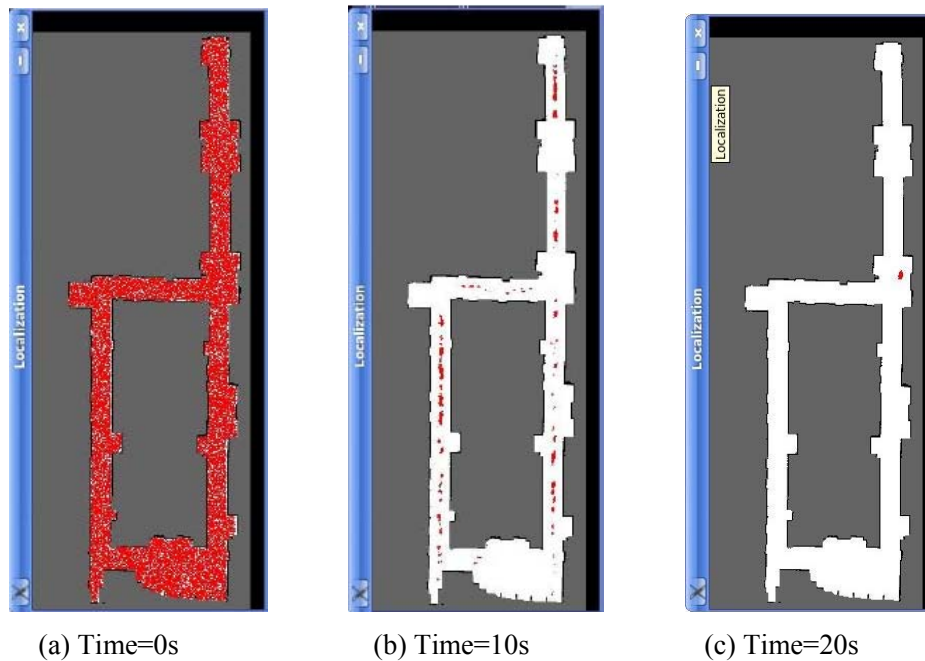 Localization
Localization
Localization
Localization
(a) Time=0s
(b) Time=10s
(c) Time=20s